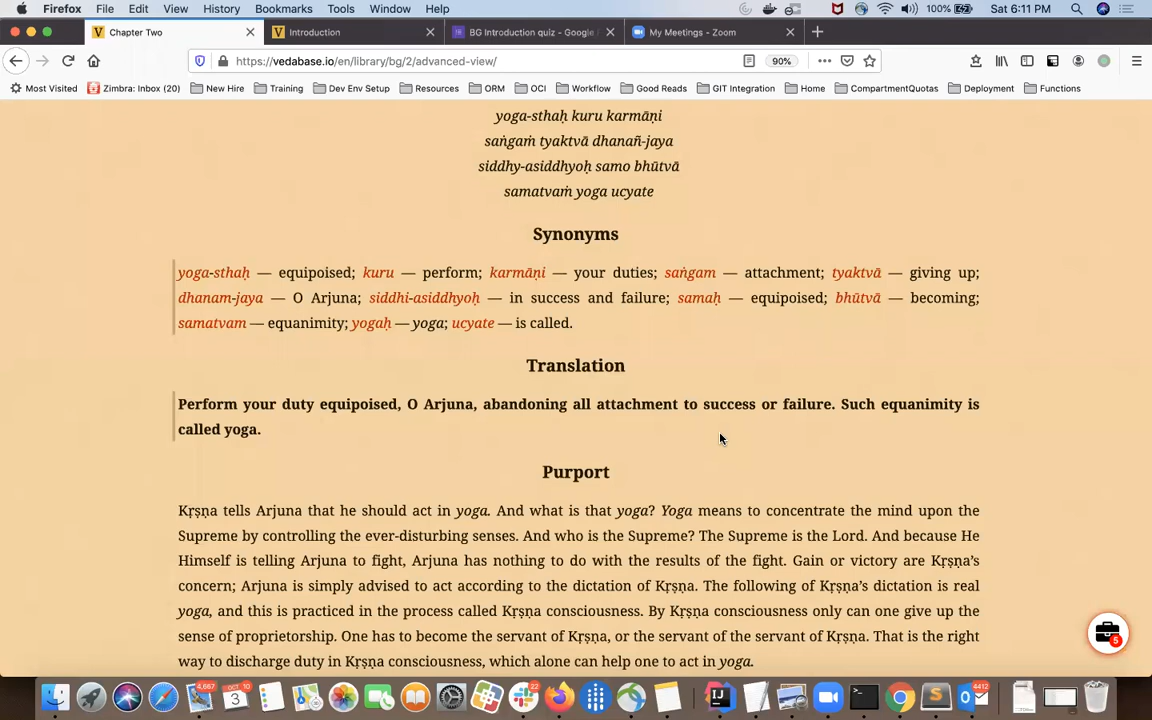 Firefox File Edit View History Bookmarks Tools Window Help 100% Sat 6:11 PM
Chapter Two Introduction BG Introduction quiz - Google My Meetings - Zoom
https://vedabase.io/en/library/bg/2/advanced-view/ 90%
Most Visited Zimbra: Inbox (20) New Hire Training Dev Env Setup Resources ORM OCI Workflow Good Reads GIT Integration Home CompartmentQuotas Deployment Functions
yoga-sthaḥ kuru karmāṇi
saṅgaṁ tyaktvā dhanañ-jaya
siddhy-asiddhyoḥ samo bhūtvā
samatvaṁ yoga ucyate
Synonyms
yoga-sthaḥ — equipoised; kuru — perform; karmāṇi — your duties; saṅgam — attachment; tyaktvā — giving up;
dhanam-jaya — O Arjuna; siddhi-asiddhyoḥ — in success and failure; samaḥ — equipoised; bhūtvā — becoming;
samatvam — equanimity; yogaḥ — yoga; ucyate — is called.
Translation
Perform your duty equipoised, O Arjuna, abandoning all attachment to success or failure. Such equanimity is
called yoga.
Purport
Kṛṣṇa tells Arjuna that he should act in yoga. And what is that yoga? Yoga means to concentrate the mind upon the
Supreme by controlling the ever-disturbing senses. And who is the Supreme? The Supreme is the Lord. And because He
Himself is telling Arjuna to fight, Arjuna has nothing to do with the results of the fight. Gain or victory are Kṛṣṇa's
concern; Arjuna is simply advised to act according to the dictation of Kṛṣṇa. The following of Kṛṣṇa's dictation is real
yoga, and this is practiced in the process called Kṛṣṇa consciousness. By Kṛṣṇa consciousness only can one give up the
sense of proprietorship. One has to become the servant of Kṛṣṇa, or the servant of the servant of Kṛṣṇa. That is the right
way to discharge duty in Kṛṣṇa consciousness, which alone can help one to act in yoga.
5
4,667 OCT 3 22 IJ 4412